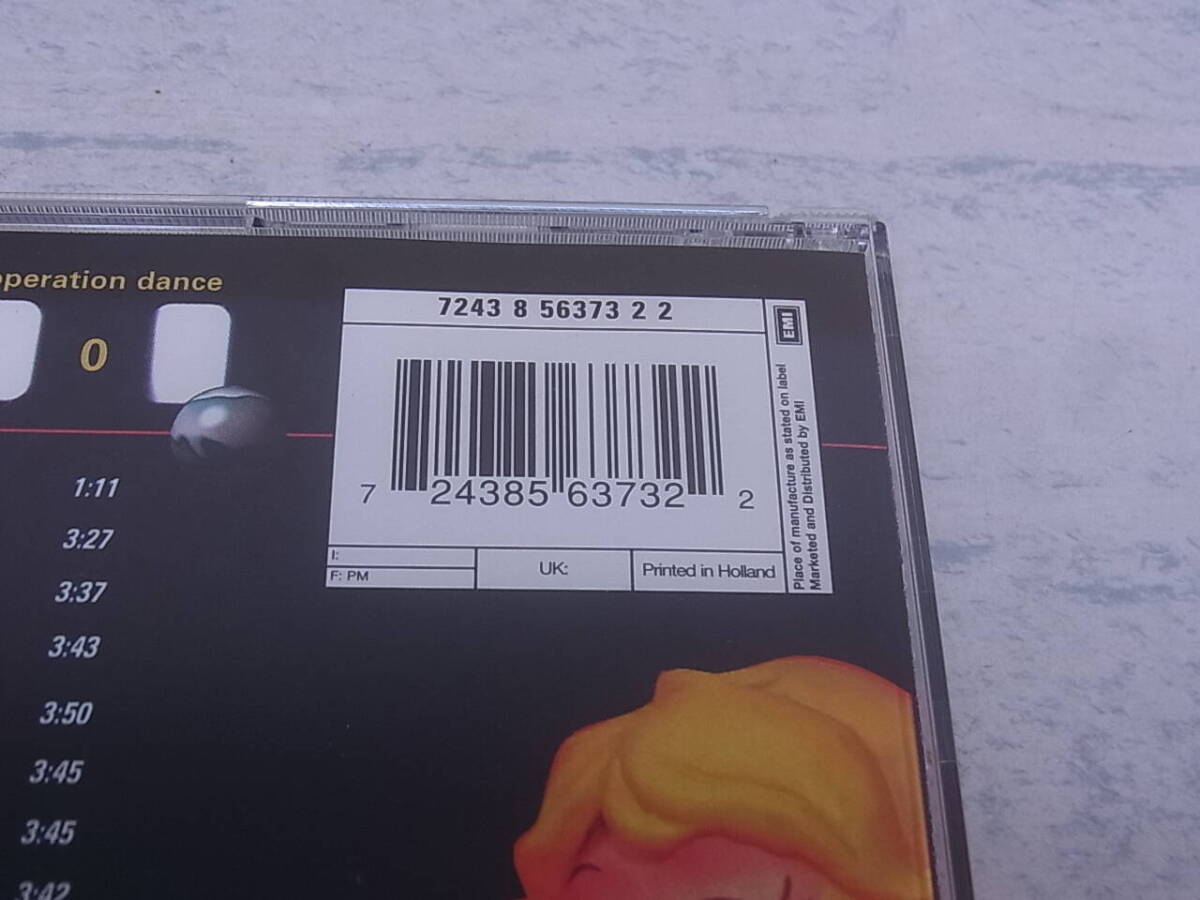 operation dance
0
7243 8 56373 2 2
EMI
7 24385 63732 2
I:
F: PM
UK:
Printed in Holland
Place of manufacture as stated on label
Marketed and Distributed by EMI
1:11
3:27
3:37
3:43
3:50
3:45
3:45
3:42